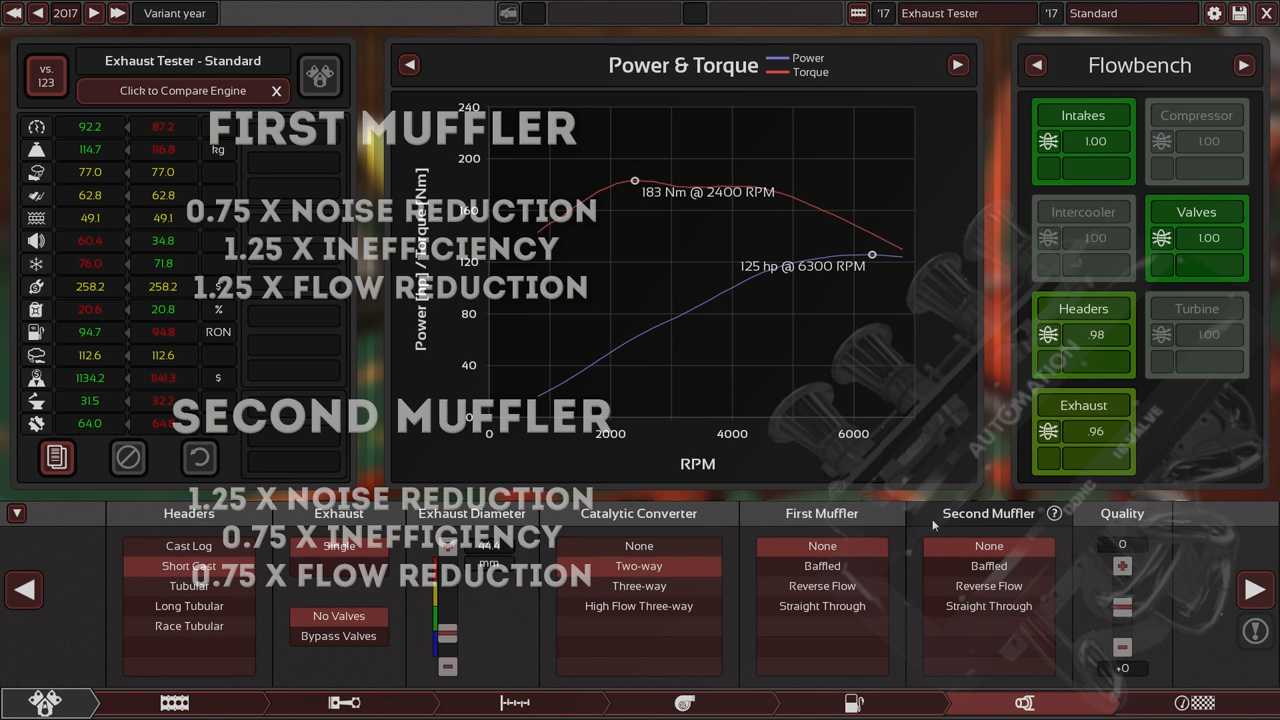 2017
Variant year
'17
Exhaust Tester
'17
Standard
vs.
123
Exhaust Tester - Standard
Click to Compare Engine X
92.2 87.2
114.7 116.8 kg
77.0 77.0
62.8 62.8
49.1 49.1
60.4 34.8
76.0 71.8
258.2 258.2 $
20.6 20.8 %
94.7 94.8 RON
112.6 112.6
1134.2 1141.3 $
31.5 32.2
64.0
FIRST MUFFLER
0.75 X NOISE REDUCTION
1.25 X INEFFICIENCY
1.25 X FLOW REDUCTION
SECOND MUFFLER
1.25 X NOISE REDUCTION
0.75 X INEFFICIENCY
0.75 X FLOW REDUCTION
Power & Torque
Power
Torque
Power [hp] / Torque [Nm]
240
200
160
120
80
40
0
183 Nm @ 2400 RPM
125 hp @ 6300 RPM
0 2000 4000 6000
RPM
Flowbench
Intakes
1.00
Compressor
1.00
Intercooler
1.00
Valves
1.00
Headers
.98
Turbine
1.00
Exhaust
.96
AUTOMATION
16 VALVE
DOHC
Headers
Cast Log
Short Cast
Tubular
Long Tubular
Race Tubular
Exhaust
Single
No Valves
Bypass Valves
Exhaust Diameter
44.4
mm
Catalytic Converter
None
Two-way
Three-way
High Flow Three-way
First Muffler
None
Baffled
Reverse Flow
Straight Through
Second Muffler ?
None
Baffled
Reverse Flow
Straight Through
Quality
0
+0